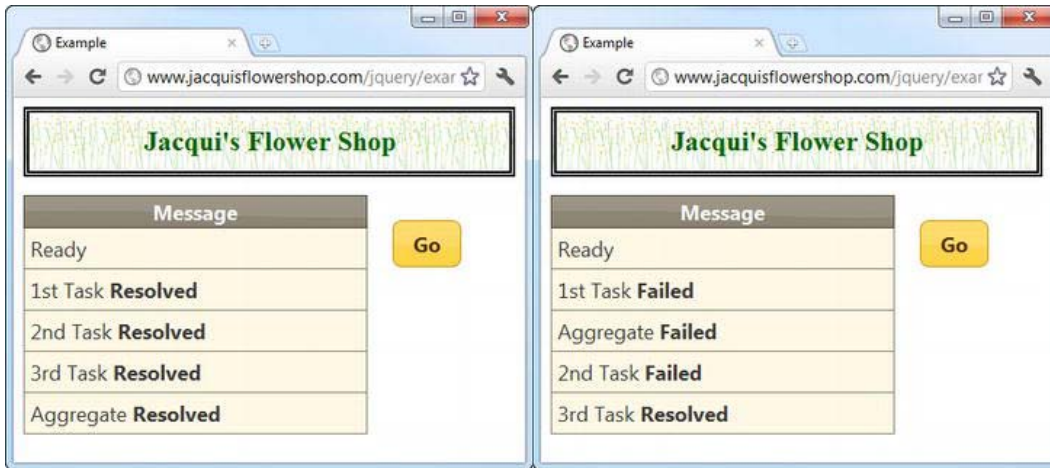 Example
www.jacquisflowershop.com/jquery/exar
Jacqui's Flower Shop
Message
Ready
1st Task Resolved
2nd Task Resolved
3rd Task Resolved
Aggregate Resolved
Go
Example
www.jacquisflowershop.com/jquery/exar
Jacqui's Flower Shop
Message
Ready
1st Task Failed
Aggregate Failed
2nd Task Failed
3rd Task Resolved
Go